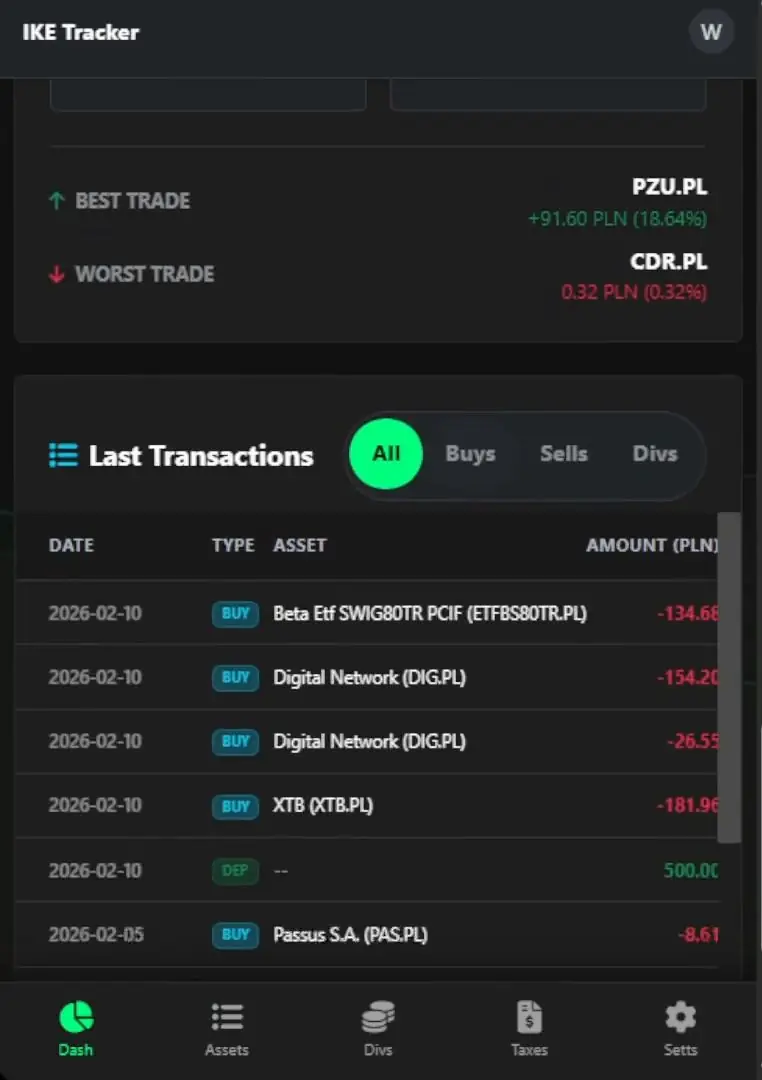 IKE Tracker W
BEST TRADE PZU.PL
+91.60 PLN (18.64%)
WORST TRADE CDR.PL
0.32 PLN (0.32%)
Last Transactions All Buys Sells Divs
DATE TYPE ASSET AMOUNT (PLN)
2026-02-10 BUY Beta Etf SWIG80TR PCIF (ETFBS80TR.PL) -134.68
2026-02-10 BUY Digital Network (DIG.PL) -154.20
2026-02-10 BUY Digital Network (DIG.PL) -26.55
2026-02-10 BUY XTB (XTB.PL) -181.96
2026-02-10 DEP -- 500.00
2026-02-05 BUY Passus S.A. (PAS.PL) -8.61
Dash Assets Divs Taxes Setts